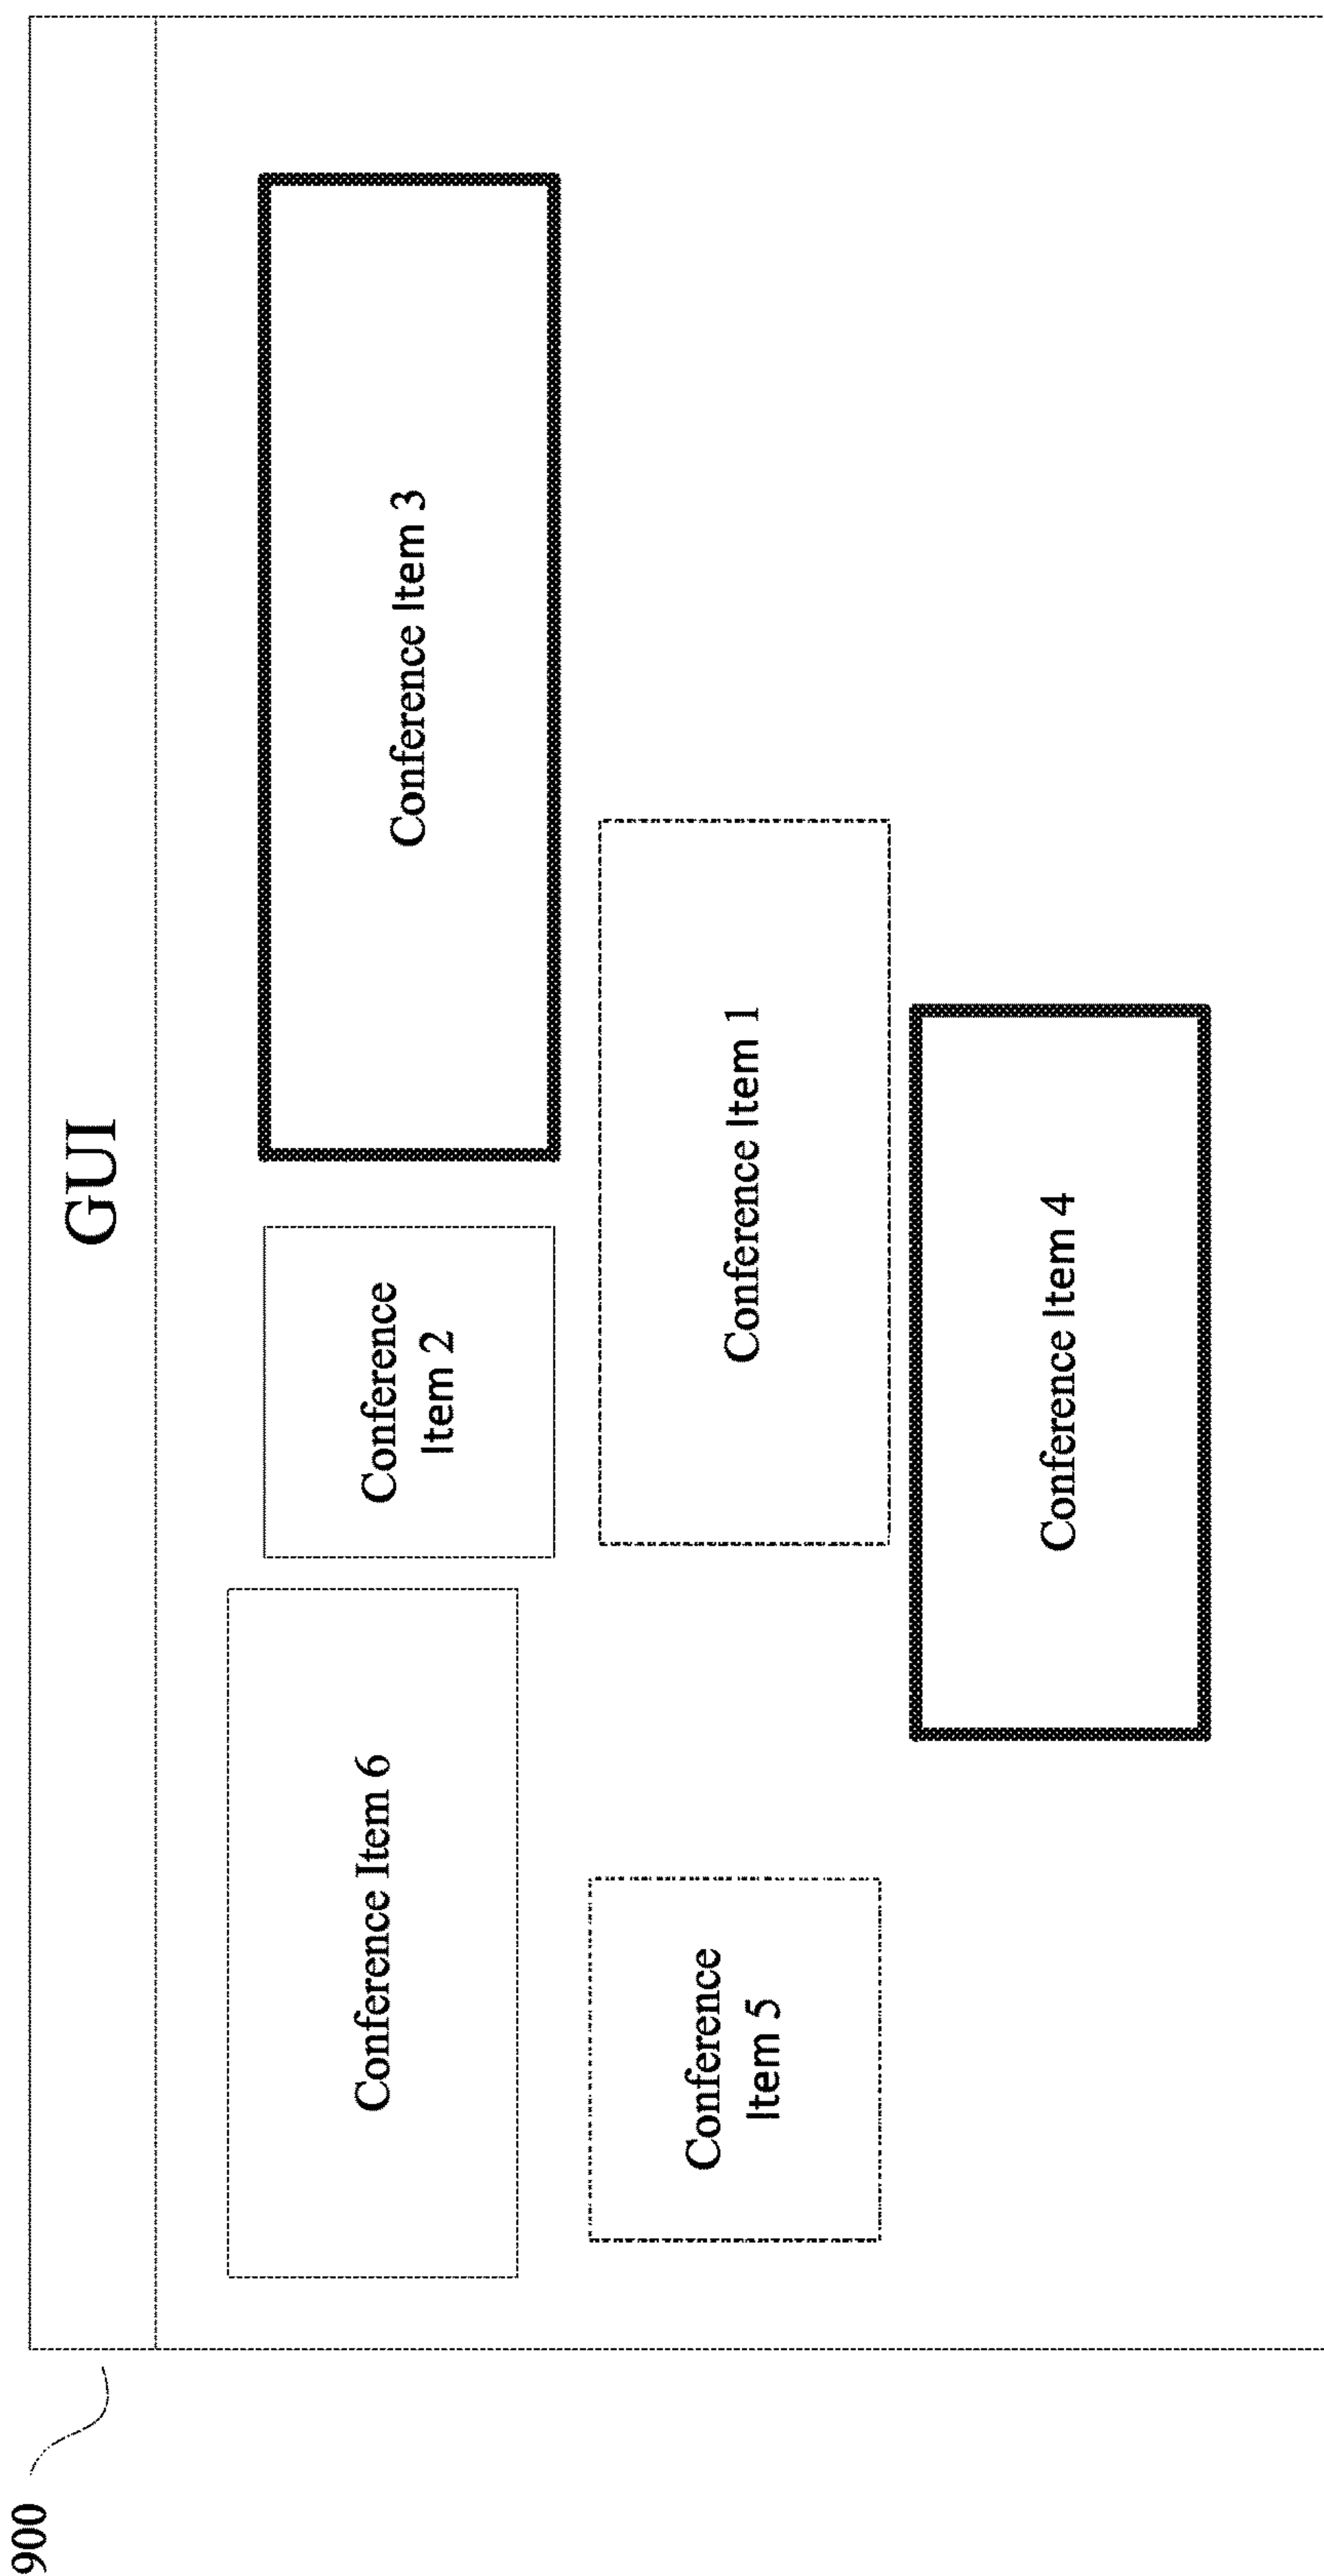 900
GUI
Conference Item 6
Conference
Item 2
Conference Item 3
Conference
Item 5
Conference Item 1
Conference Item 4